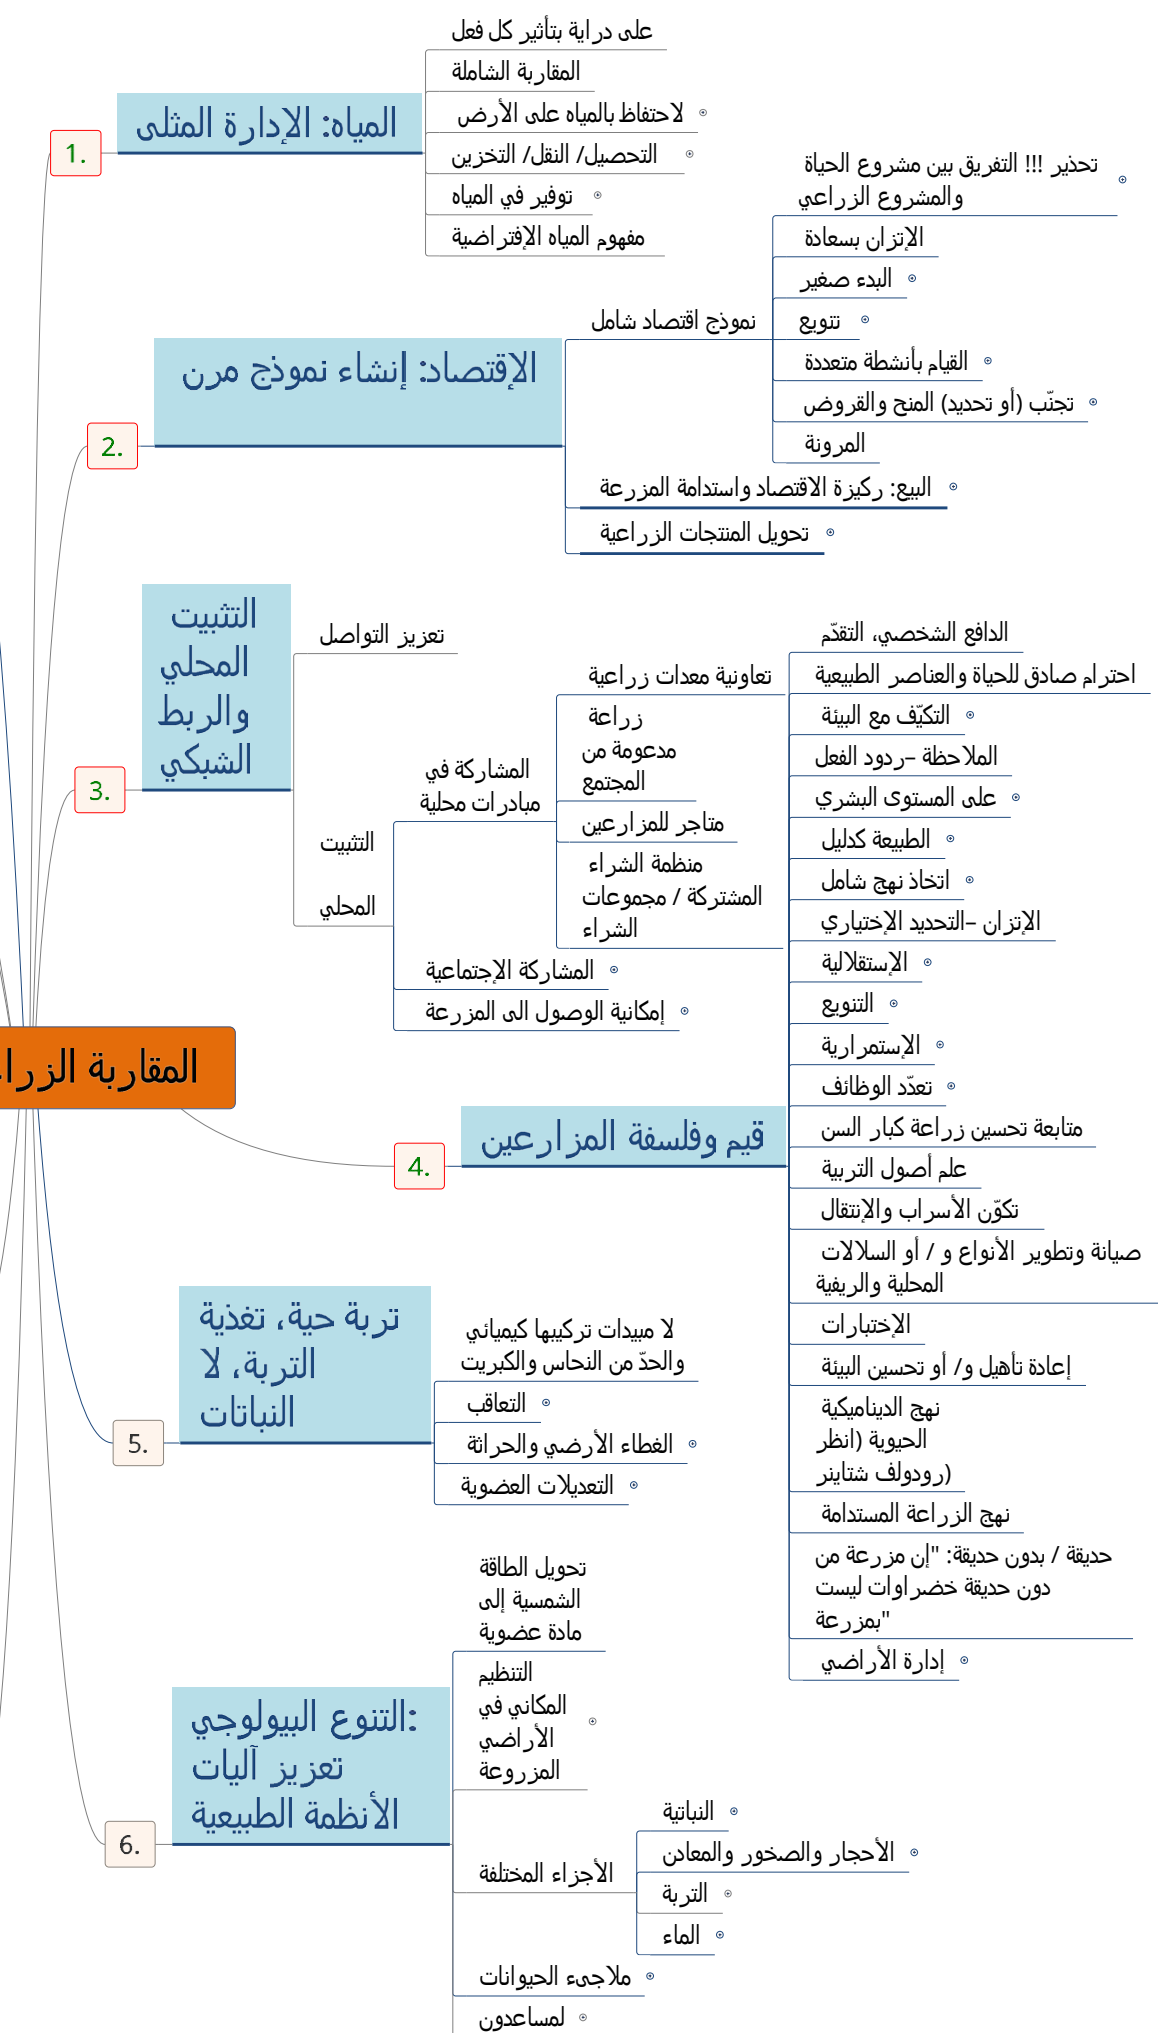 على دراية بتأثير كل فعل
المقاربة الشاملة
لاحتفاظ بالمياه على الأرض
التحصيل/ النقل/ التخزين
توفير في المياه
مفهوم المياه الإفتراضية
المياه: الإدارة المثلى
1.
تحذير !!! التفريق بين مشروع الحياة
والمشروع الزراعي
الإتزان بسعادة
البدء صغير
تنويع
القيام بأنشطة متعددة
تجنّب (أو تحديد) المنح والقروض
المرونة
نموذج اقتصاد شامل
الإقتصاد: إنشاء نموذج مرن
2.
البيع: ركيزة الاقتصاد واستدامة المزرعة
تحويل المنتجات الزراعية
التثبيت
المحلي
والربط
الشبكي
3.
تعزيز التواصل
تعاونية معدات زراعية
زراعة
مدعومة من
المجتمع
متاجر للمزارعين
منظمة الشراء
المشتركة / مجموعات
الشراء
المشاركة في
مبادرات محلية
التثبيت
المحلي
المشاركة الإجتماعية
إمكانية الوصول الى المزرعة
المقاربة الزرا
قيم وفلسفة المزارعين
4.
الدافع الشخصي، التقدّم
احترام صادق للحياة والعناصر الطبيعية
التكيّف مع البيئة
الملاحظة –ردود الفعل
على المستوى البشري
الطبيعة كدليل
اتخاذ نهج شامل
الإتزان –التحديد الإختياري
الإستقلالية
التنويع
الإستمرارية
تعدّد الوظائف
متابعة تحسين زراعة كبار السن
علم أصول التربية
تكوّن الأسراب والإنتقال
صيانة وتطوير الأنواع و / أو السلالات
المحلية والريفية
الإختبارات
إعادة تأهيل و/ أو تحسين البيئة
نهج الديناميكية
الحيوية (انظر
رودولف شتاينر)
نهج الزراعة المستدامة
حديقة / بدون حديقة: "إن مزرعة من
دون حديقة خضراوات ليست
بمزرعة"
إدارة الأراضي
تربة حية، تغذية
التربة، لا
النباتات
5.
لا مبيدات تركيبها كيميائي
والحدّ من النحاس والكبريت
التعاقب
الغطاء الأرضي والحراثة
التعديلات العضوية
التنوع البيولوجي:
تعزيز آليات
الأنظمة الطبيعية
6.
تحويل الطاقة
الشمسية إلى
مادة عضوية
التنظيم
المكاني في
الأراضي
المزروعة
النباتية
الأحجار والصخور والمعادن
التربة
الماء
الأجزاء المختلفة
ملاجىء الحيوانات
لمساعدون